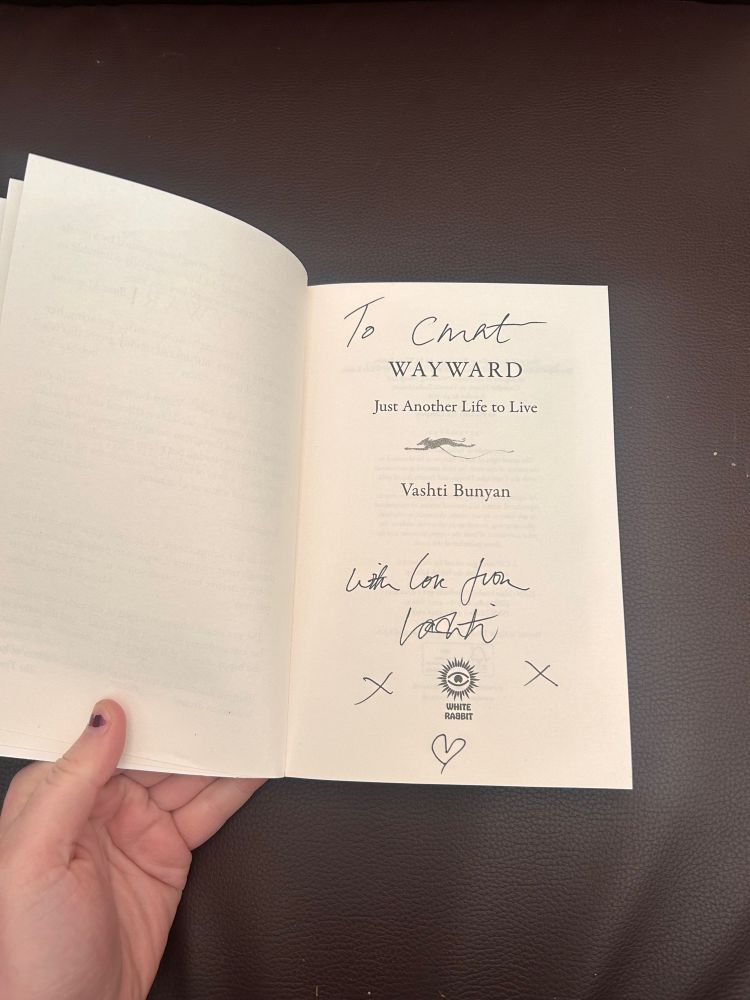 To Cmat
WAYWARD
Just Another Life to Live
Vashti Bunyan
with love from
Vashti
X X
WHITE
RABBIT